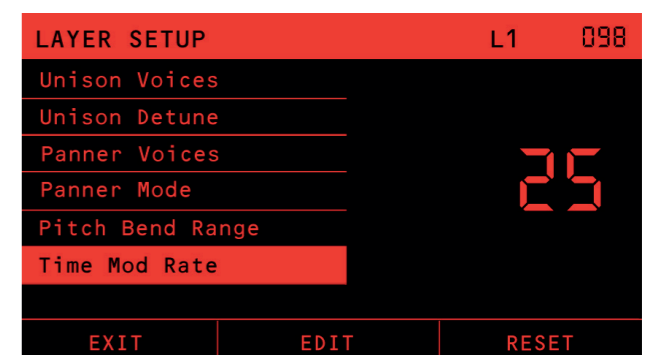 LAYER SETUP L1 098
Unison Voices
Unison Detune
Panner Voices
25
Panner Mode
Pitch Bend Range
Time Mod Rate
EXIT EDIT RESET